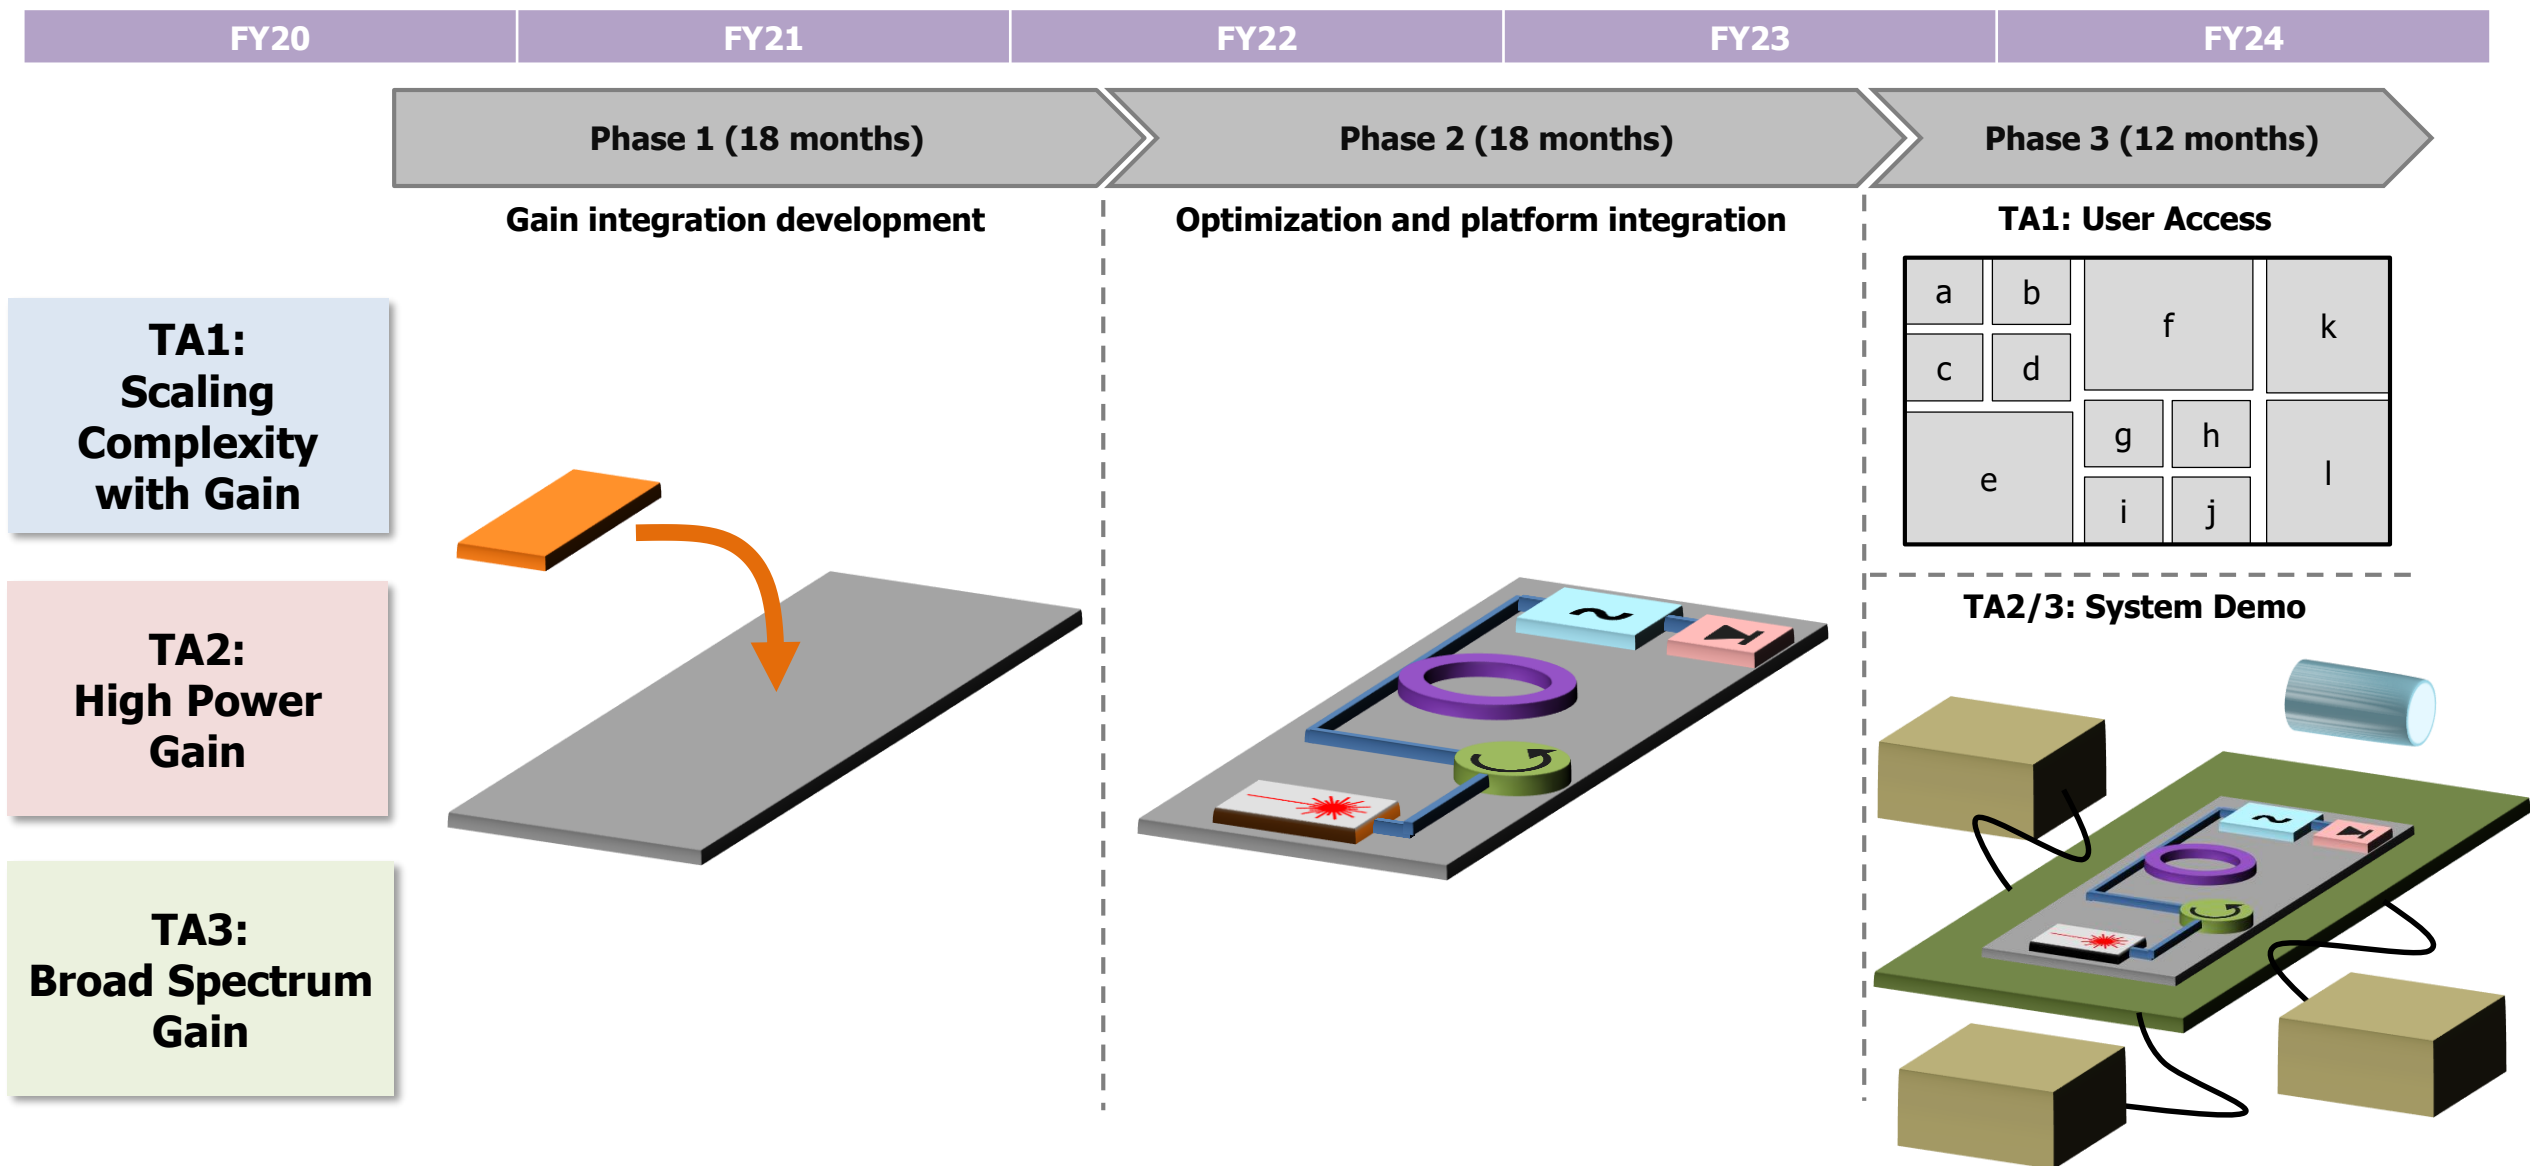 FY20 FY21 FY22 FY23 FY24
Phase 1 (18 months) Phase 2 (18 months) Phase 3 (12 months)
Gain integration development
Optimization and platform integration
TA1: User Access
a b f k
c d
e g h l
i j
TA2/3: System Demo
TA1:
Scaling
Complexity
with Gain
TA2:
High Power
Gain
TA3:
Broad Spectrum
Gain